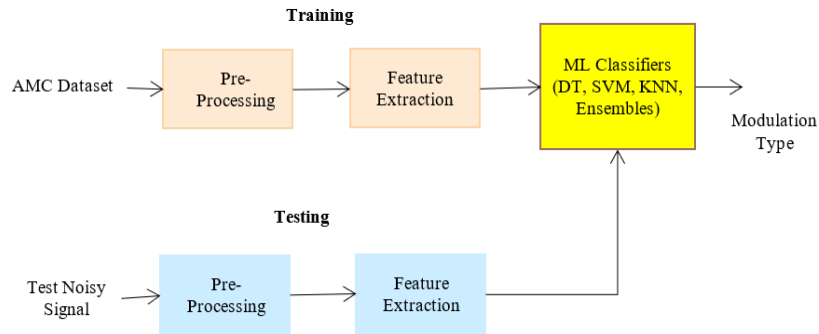 Training
AMC Dataset
Pre-
Processing
Feature
Extraction
ML Classifiers
(DT, SVM, KNN,
Ensembles)
Modulation
Type
Testing
Test Noisy
Signal
Pre-
Processing
Feature
Extraction